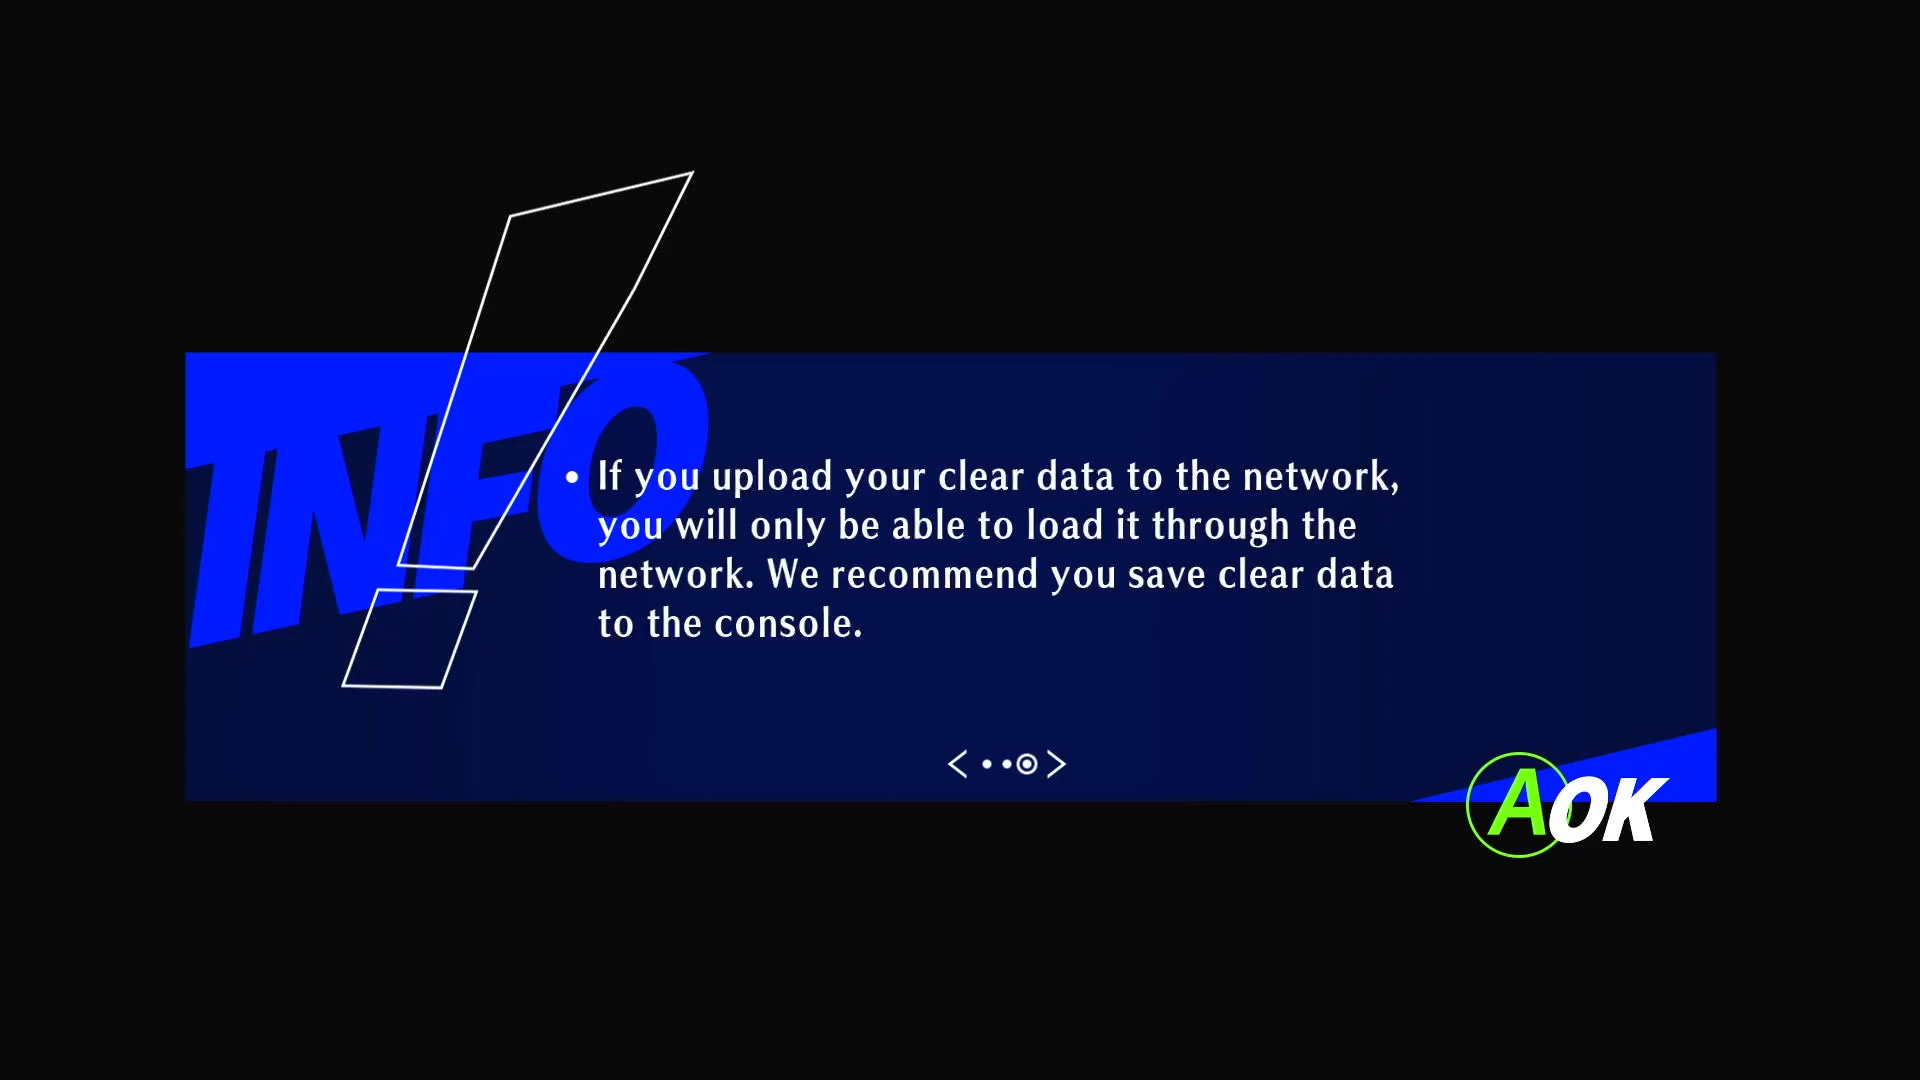 INFO
• If you upload your clear data to the network,
you will only be able to load it through the
network. We recommend you save clear data
to the console.
A OK